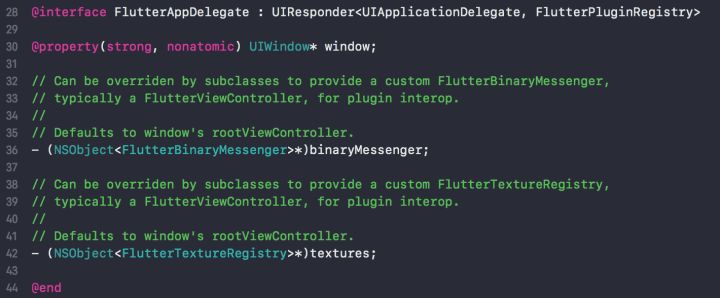 28 @interface FlutterAppDelegate : UIResponder<UIApplicationDelegate, FlutterPluginRegistry>
29
30 @property(strong, nonatomic) UIWindow* window;
31
32 // Can be overriden by subclasses to provide a custom FlutterBinaryMessenger,
33 // typically a FlutterViewController, for plugin interop.
34 //
35 // Defaults to window's rootViewController.
36 - (NSObject<FlutterBinaryMessenger>*)binaryMessenger;
37
38 // Can be overriden by subclasses to provide a custom FlutterTextureRegistry,
39 // typically a FlutterViewController, for plugin interop.
40 //
41 // Defaults to window's rootViewController.
42 - (NSObject<FlutterTextureRegistry>*)textures;
43
44 @end